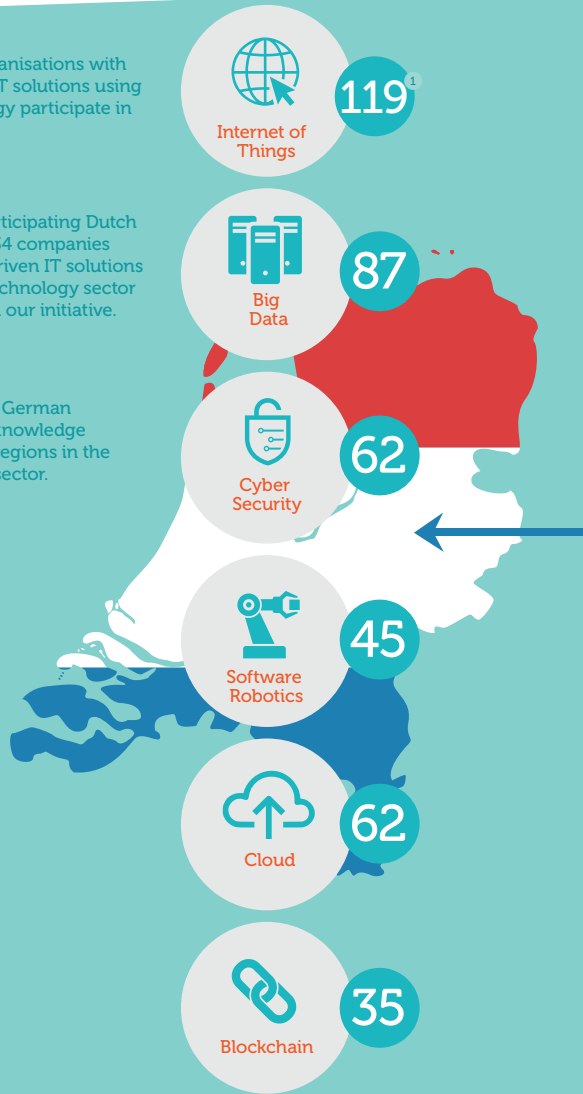 anisations with
T solutions using
gy participate in
Internet of
Things
119 1
ticipating Dutch
54 companies
riven IT solutions
echnology sector
our initiative.
Big
Data
87
German
nowledge
egions in the
ector.
Cyber
Security
62
Software
Robotics
45
Cloud
62
Blockchain
35